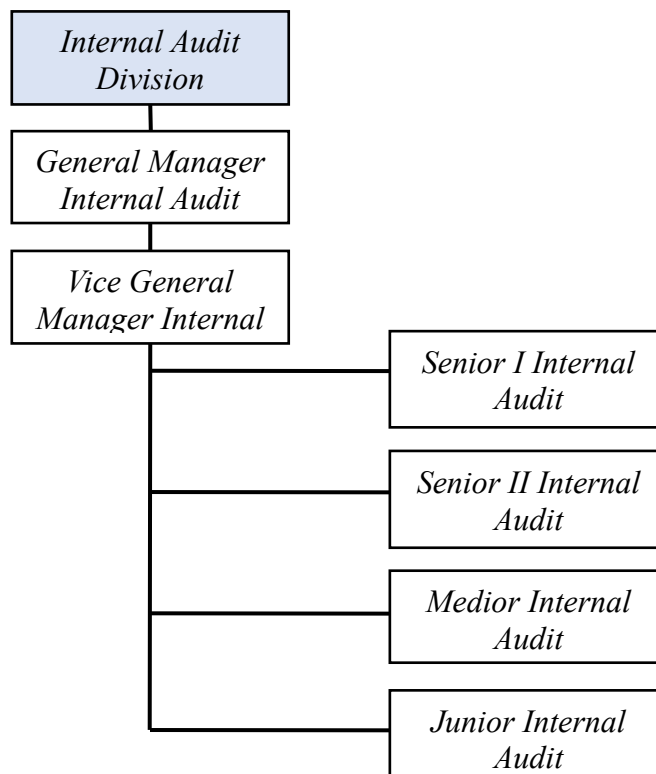 Internal Audit
Division
General Manager
Internal Audit
Vice General
Manager Internal
Senior I Internal
Audit
Senior II Internal
Audit
Medior Internal
Audit
Junior Internal
Audit